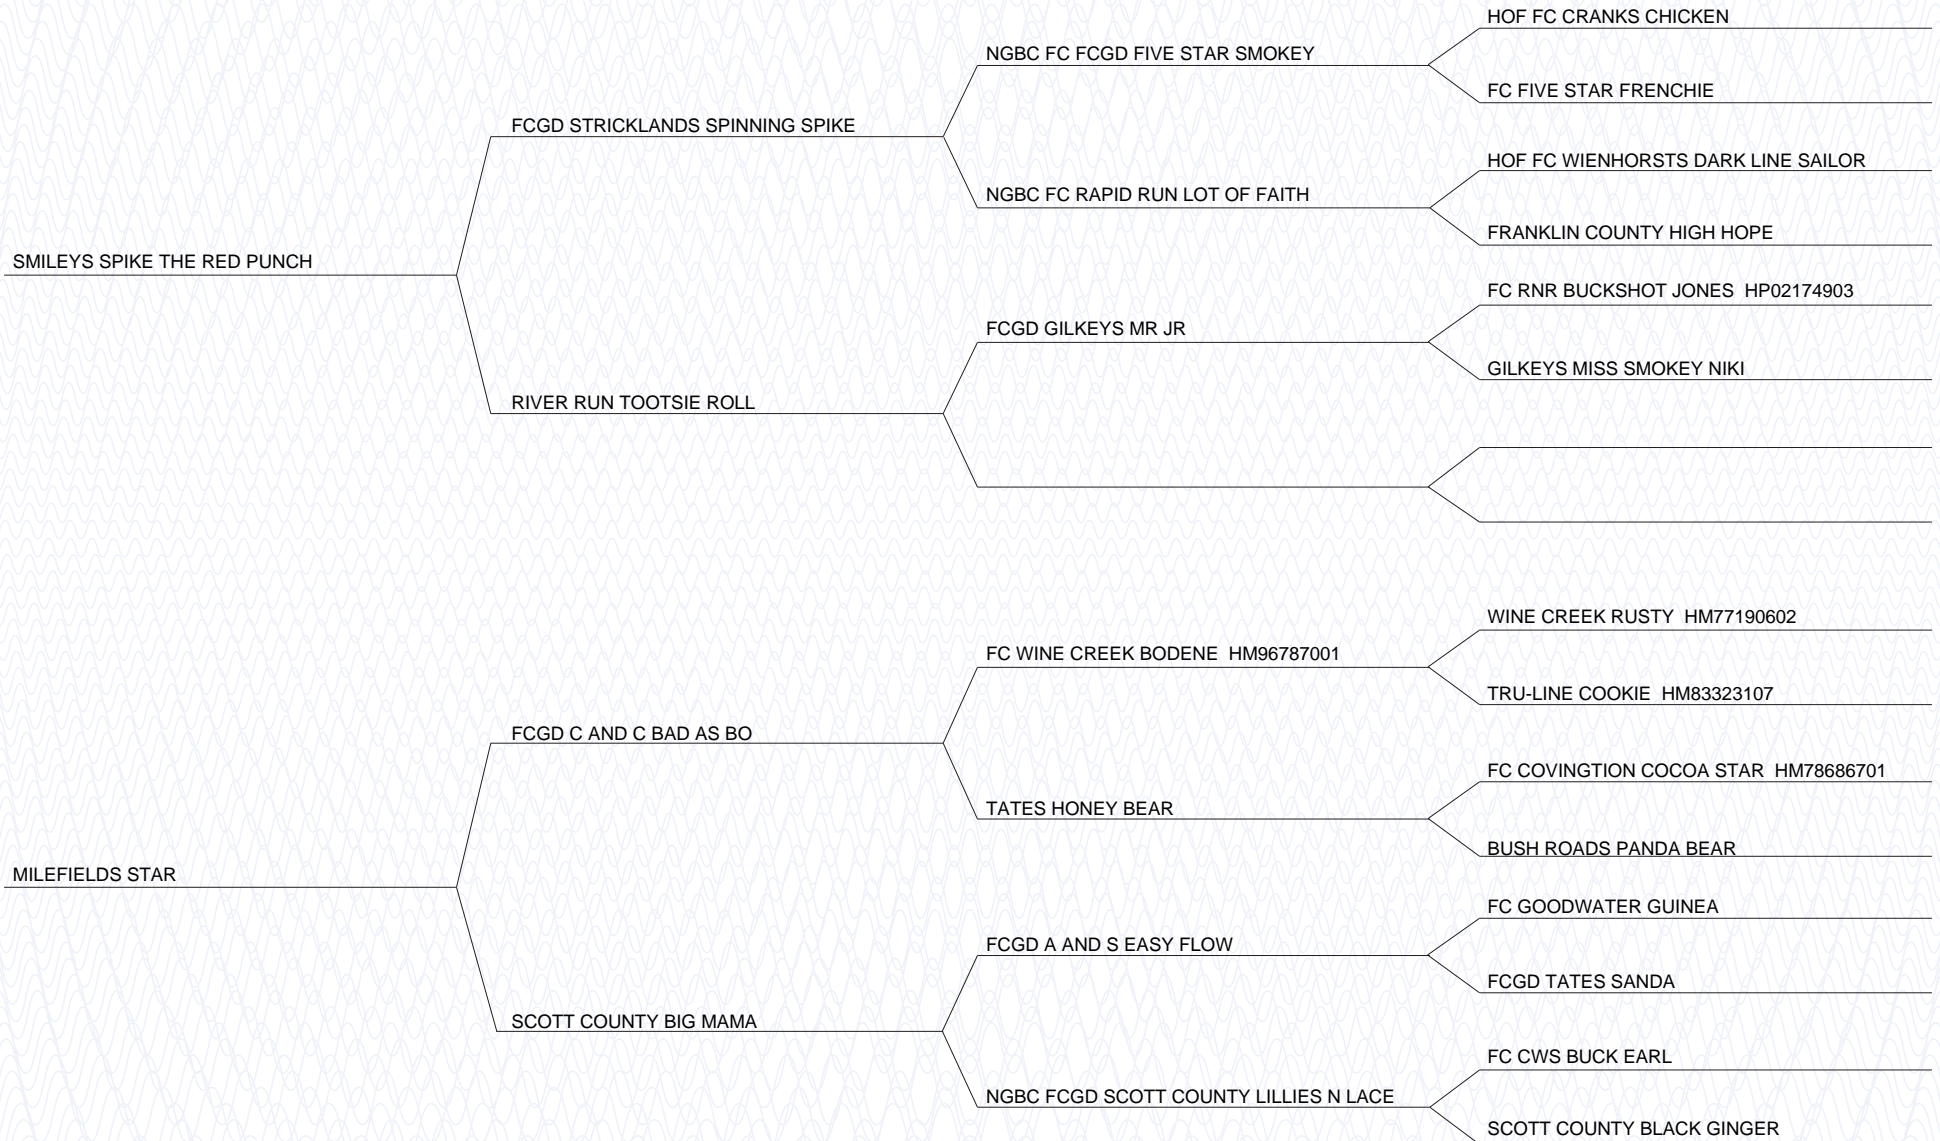 HOF FC CRANKS CHICKEN
NGBC FC FCGD FIVE STAR SMOKEY
FC FIVE STAR FRENCHIE
FCGD STRICKLANDS SPINNING SPIKE
HOF FC WIENHORSTS DARK LINE SAILOR
NGBC FC RAPID RUN LOT OF FAITH
FRANKLIN COUNTY HIGH HOPE
SMILEYS SPIKE THE RED PUNCH
FC RNR BUCKSHOT JONES HP02174903
FCGD GILKEYS MR JR
GILKEYS MISS SMOKEY NIKI
RIVER RUN TOOTSIE ROLL
WINE CREEK RUSTY HM77190602
FC WINE CREEK BODENE HM96787001
TRU-LINE COOKIE HM83323107
FCGD C AND C BAD AS BO
FC COVINGTION COCOA STAR HM78686701
TATES HONEY BEAR
BUSH ROADS PANDA BEAR
MILEFIELDS STAR
FC GOODWATER GUINEA
FCGD A AND S EASY FLOW
FCGD TATES SANDA
SCOTT COUNTY BIG MAMA
FC CWS BUCK EARL
NGBC FCGD SCOTT COUNTY LILLIES N LACE
SCOTT COUNTY BLACK GINGER